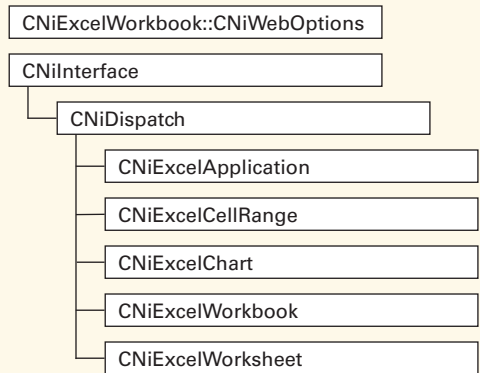 CNiExcelWorkbook::CNiWebOptions
CNiInterface
CNiDispatch
CNiExcelApplication
CNiExcelCellRange
CNiExcelChart
CNiExcelWorkbook
CNiExcelWorksheet